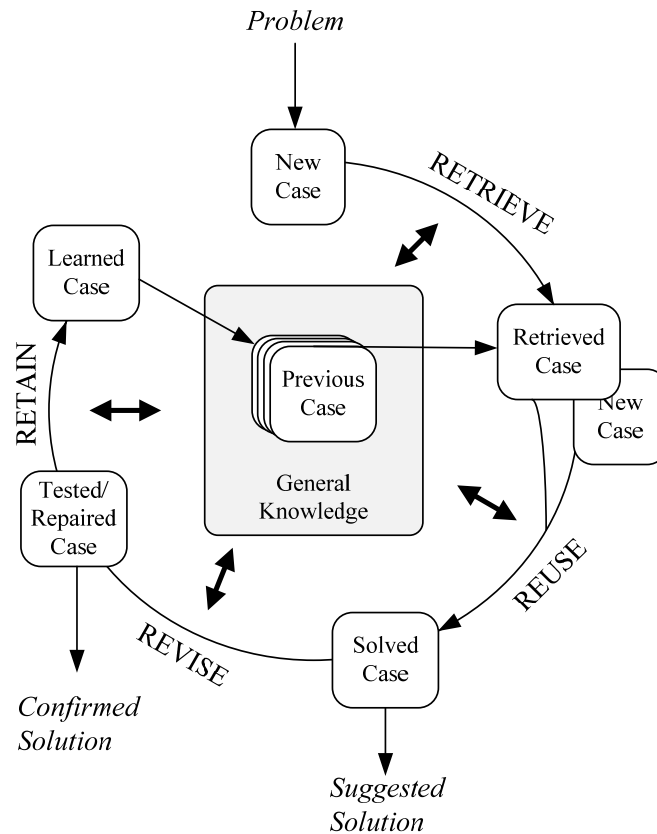 Problem
New
Case
RETRIEVE
Learned
Case
Retrieved
Case
Previous
Case
New
Case
RETAIN
General
Knowledge
Tested/
Repaired
Case
REUSE
REVISE
Solved
Case
Confirmed
Solution
Suggested
Solution